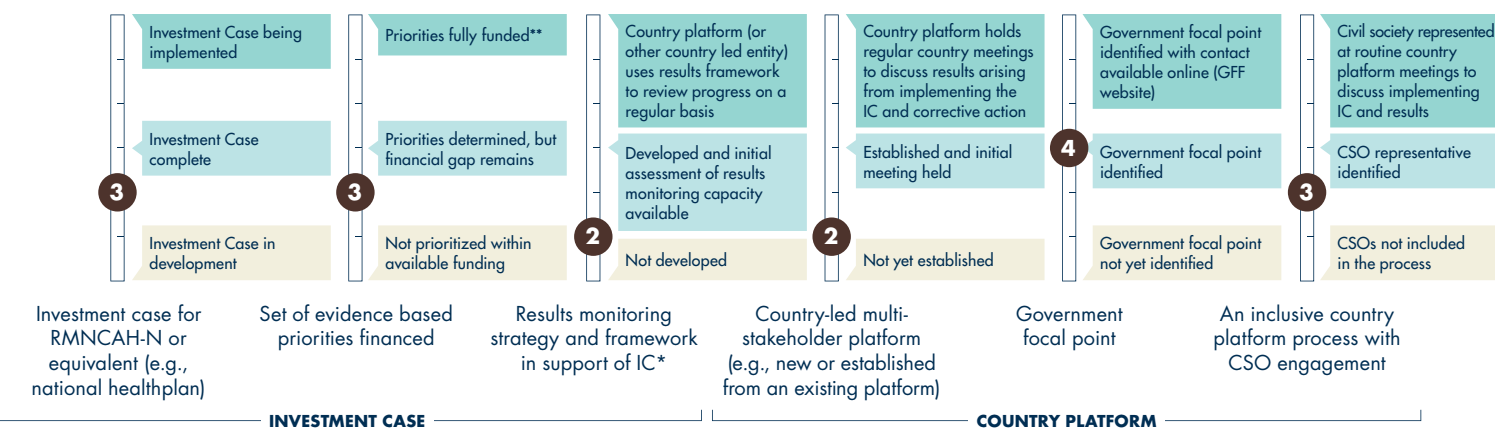 Investment Case being
implemented
Investment Case
complete
3
Investment Case in
development
Investment case for
RMNCAH-N or
equivalent (e.g.,
national healthplan)
Priorities fully funded**
Priorities determined, but
financial gap remains
3
Not prioritized within
available funding
Set of evidence based
priorities financed
Country platform (or
other country led entity)
uses results framework
to review progress on a
regular basis
Developed and initial
assessment of results
monitoring capacity
available
2
Not developed
Results monitoring
strategy and framework
in support of IC*
Country platform holds
regular country meetings
to discuss results arising
from implementing the
IC and corrective action
Established and initial
meeting held
2
Not yet established
Country-led multi-
stakeholder platform
(e.g., new or established
from an existing platform)
Government focal point
identified with contact
available online (GFF
website)
4
Government focal point
identified
Government focal point
not yet identified
Government
focal point
Civil society represented
at routine country
platform meetings to
discuss implementing
IC and results
CSO representative
identified
3
CSOs not included
in the process
An inclusive country
platform process with
CSO engagement
INVESTMENT CASE
COUNTRY PLATFORM